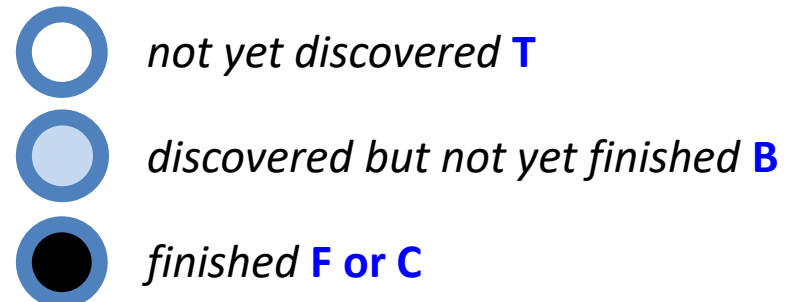 not yet discovered T
discovered but not yet finished B
finished F or C